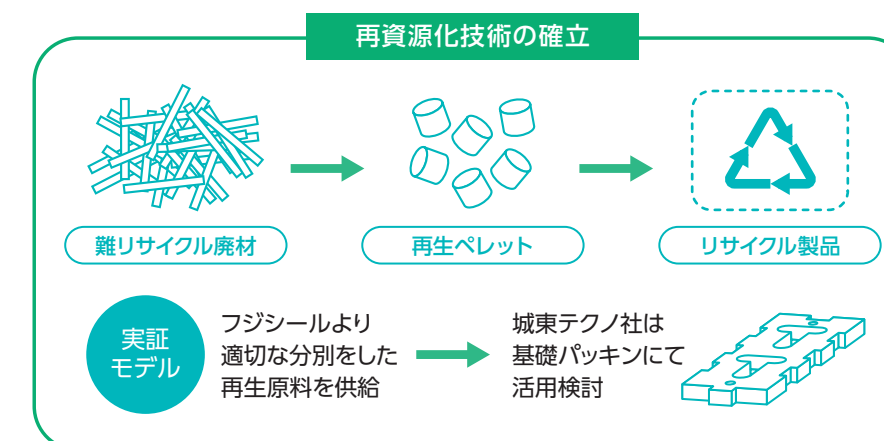 再資源化技術の確立
難リサイクル廃材
再生ペレット
リサイクル製品
実証
モデル
フジシールより
適切な分別をした
再生原料を供給
城東テクノ社は
基礎パッキンにて
活用検討